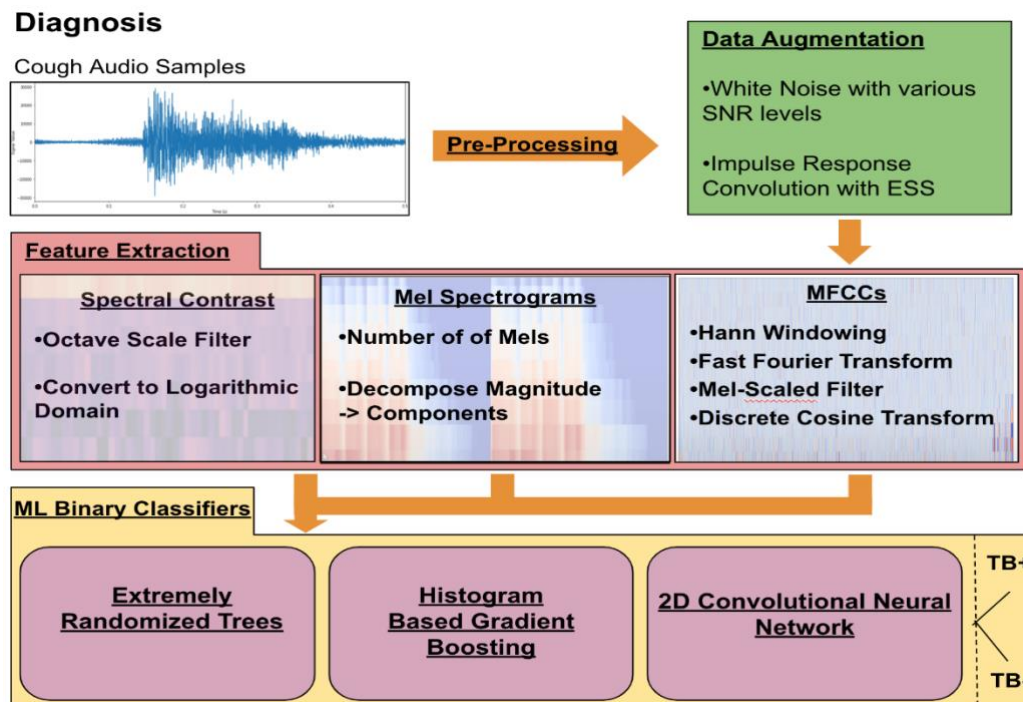 Diagnosis
Cough Audio Samples
Pre-Processing
Data Augmentation
•White Noise with various
SNR levels
•Impulse Response
Convolution with ESS
Feature Extraction
Spectral Contrast
•Octave Scale Filter
•Convert to Logarithmic
Domain
Mel Spectrograms
•Number of of Mels
•Decompose Magnitude
-> Components
MFCCs
•Hann Windowing
•Fast Fourier Transform
•Mel-Scaled Filter
•Discrete Cosine Transform
ML Binary Classifiers
Extremely
Randomized Trees
Histogram
Based Gradient
Boosting
2D Convolutional Neural
Network
TB+
TB-